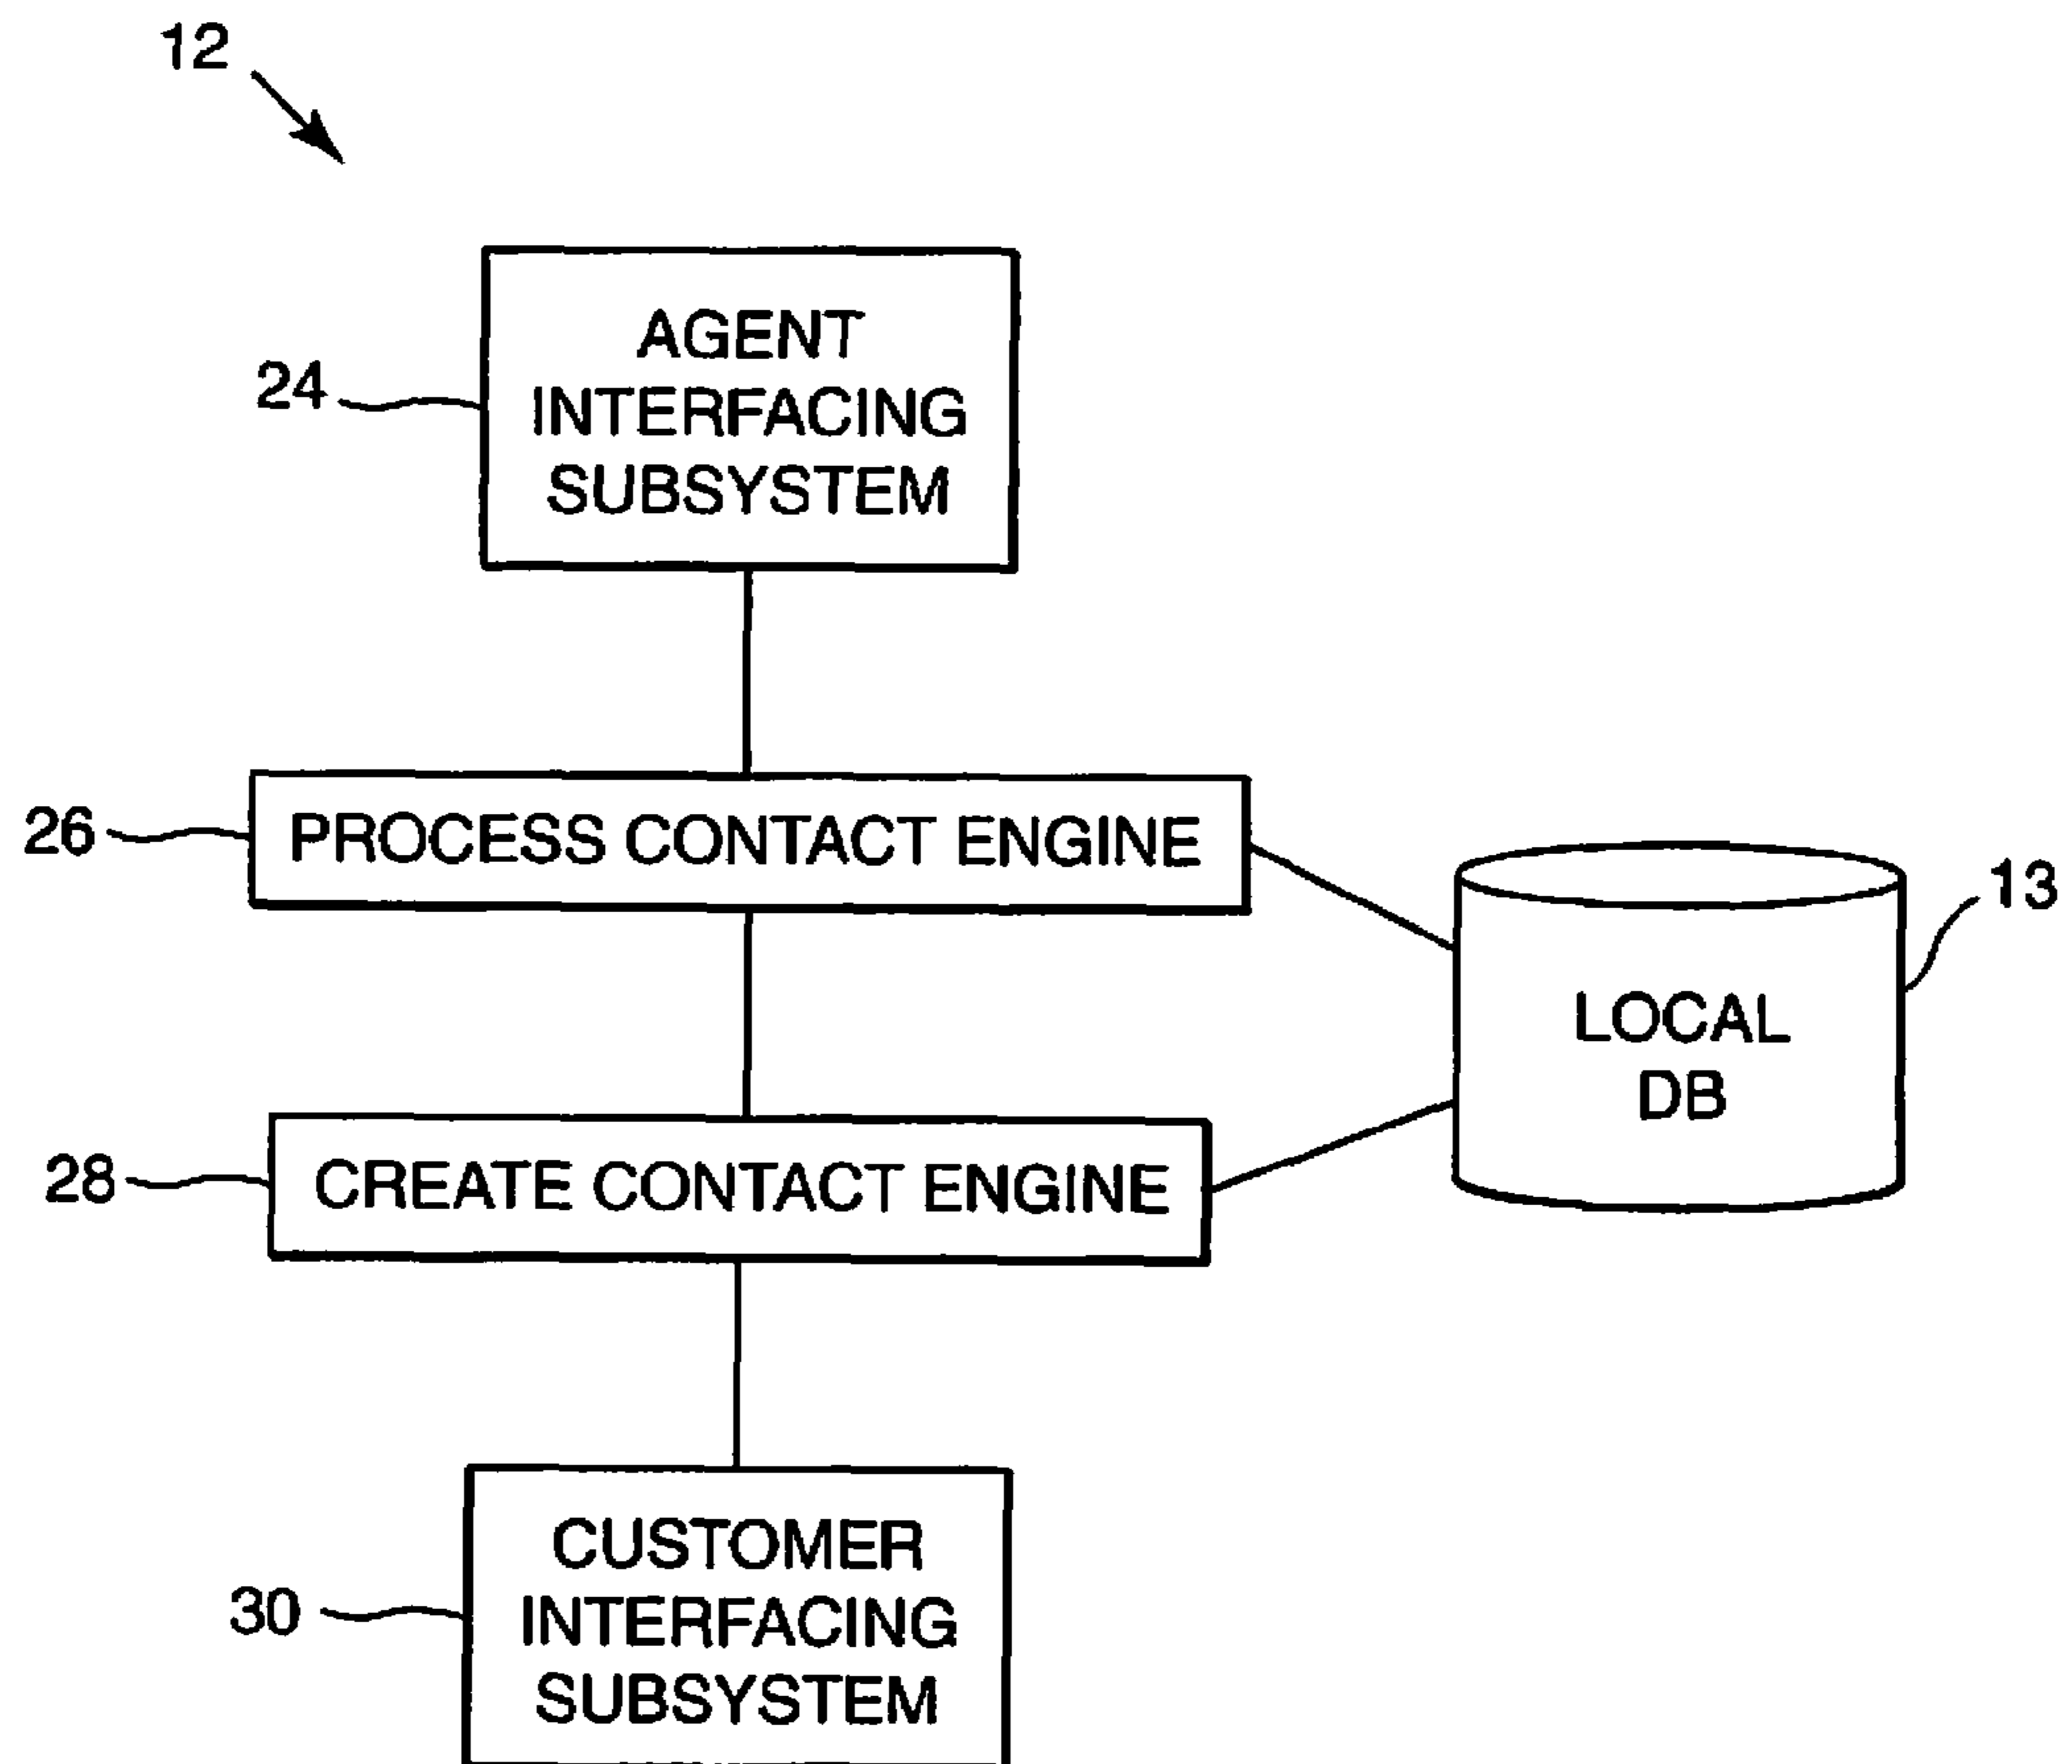 12
AGENT
INTERFACING
SUBSYSTEM
24
26
PROCESS CONTACT ENGINE
13
LOCAL
DB
28
CREATE CONTACT ENGINE
CUSTOMER
INTERFACING
SUBSYSTEM
30